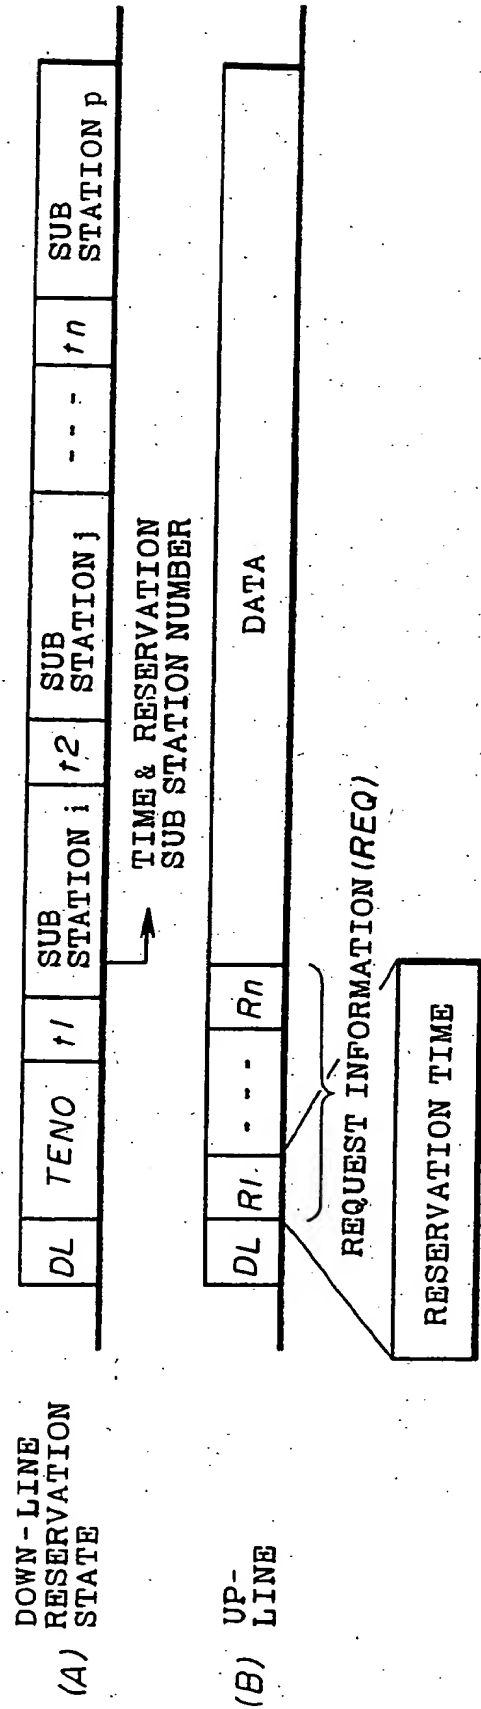 (A) DOWN-LINE
RESERVATION
STATE
DL TENO t1 SUB
STATION i t2 SUB
STATION j --- tn SUB
STATION p
TIME & RESERVATION
SUB STATION NUMBER
(B) UP-
LINE
DL R1 --- Rn DATA
REQUEST INFORMATION (REQ)
RESERVATION TIME